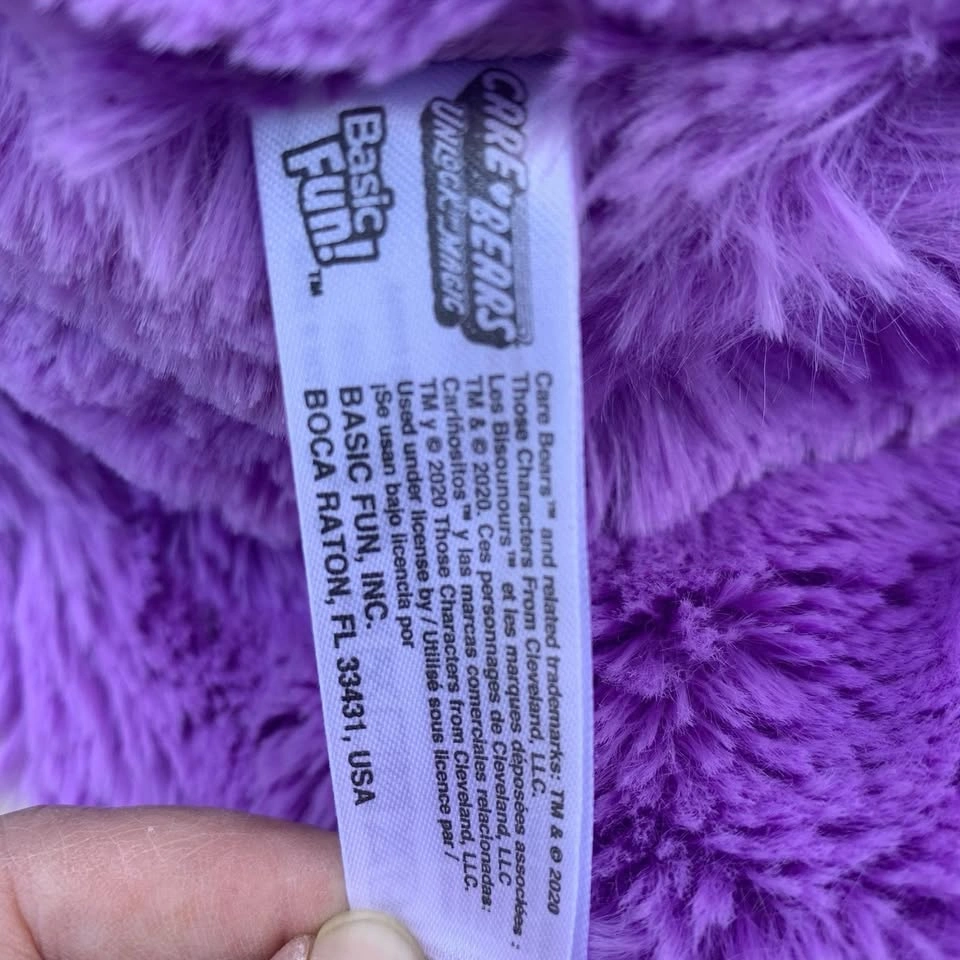 CARE BEARS
UNLOCK THE MAGIC
Basic
Fun!™
Care Bears™ and related trademarks: TM & © 2020
Those Characters From Cleveland, LLC.
Les Bisounours™ et les marques déposées associées :
TM & © 2020. Ces personnages de Cleveland, LLC
Cariñositos™ y las marcas comerciales relacionadas:
TM y © 2020 Those Characters from Cleveland, LLC.
Used under license by / Utilisé sous licence par /
¡Se usan bajo licencia por
BASIC FUN, INC.
BOCA RATON, FL 33431, USA